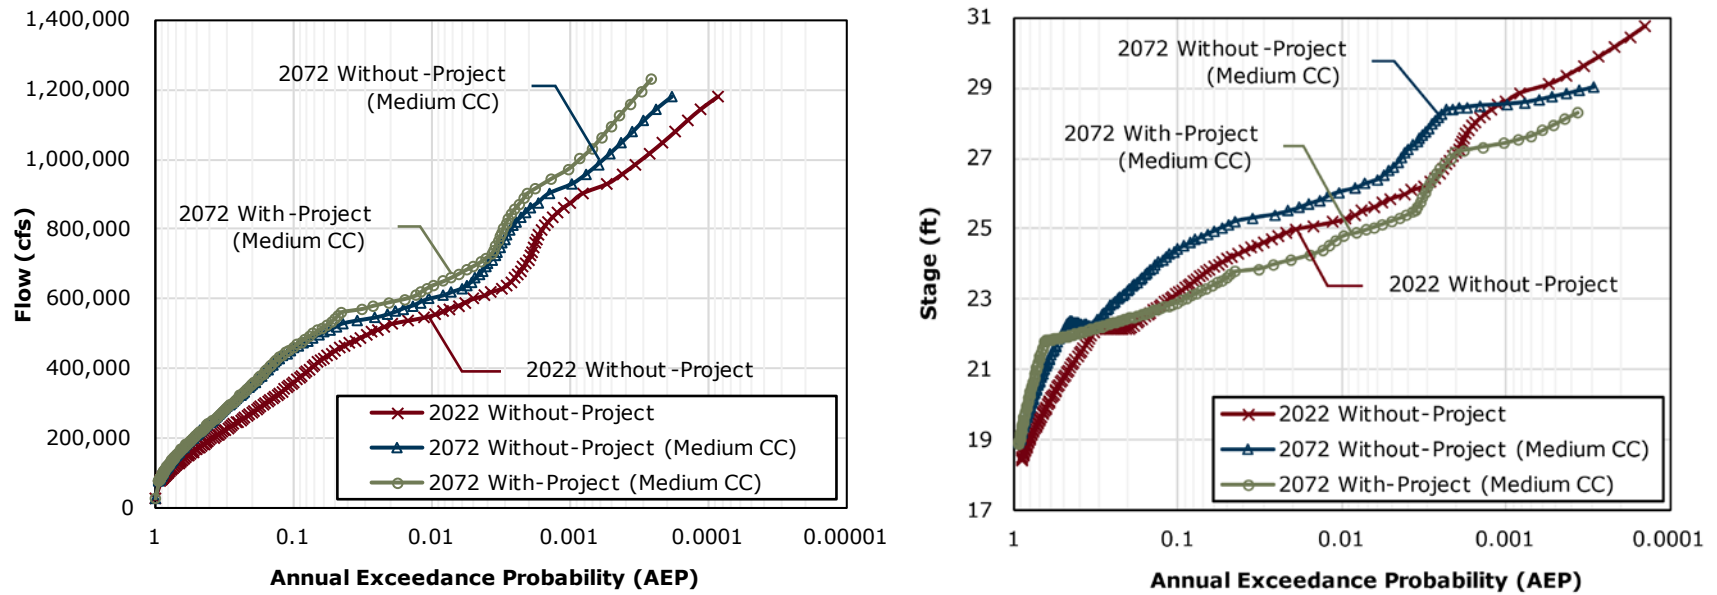 1,400,000
1,200,000
1,000,000
800,000
600,000
400,000
200,000
0
Flow (cfs)
2072 Without-Project
(Medium CC)
2072 With-Project
(Medium CC)
2022 Without-Project
2022 Without-Project
2072 Without-Project (Medium CC)
2072 With-Project (Medium CC)
1 0.1 0.01 0.001 0.0001 0.00001
Annual Exceedance Probability (AEP)
31
29
27
25
23
21
19
17
Stage (ft)
2072 Without-Project
(Medium CC)
2072 With-Project
(Medium CC)
2022 Without-Project
2022 Without-Project
2072 Without-Project (Medium CC)
2072 With-Project (Medium CC)
1 0.1 0.01 0.001 0.0001
Annual Exceedance Probability (AEP)